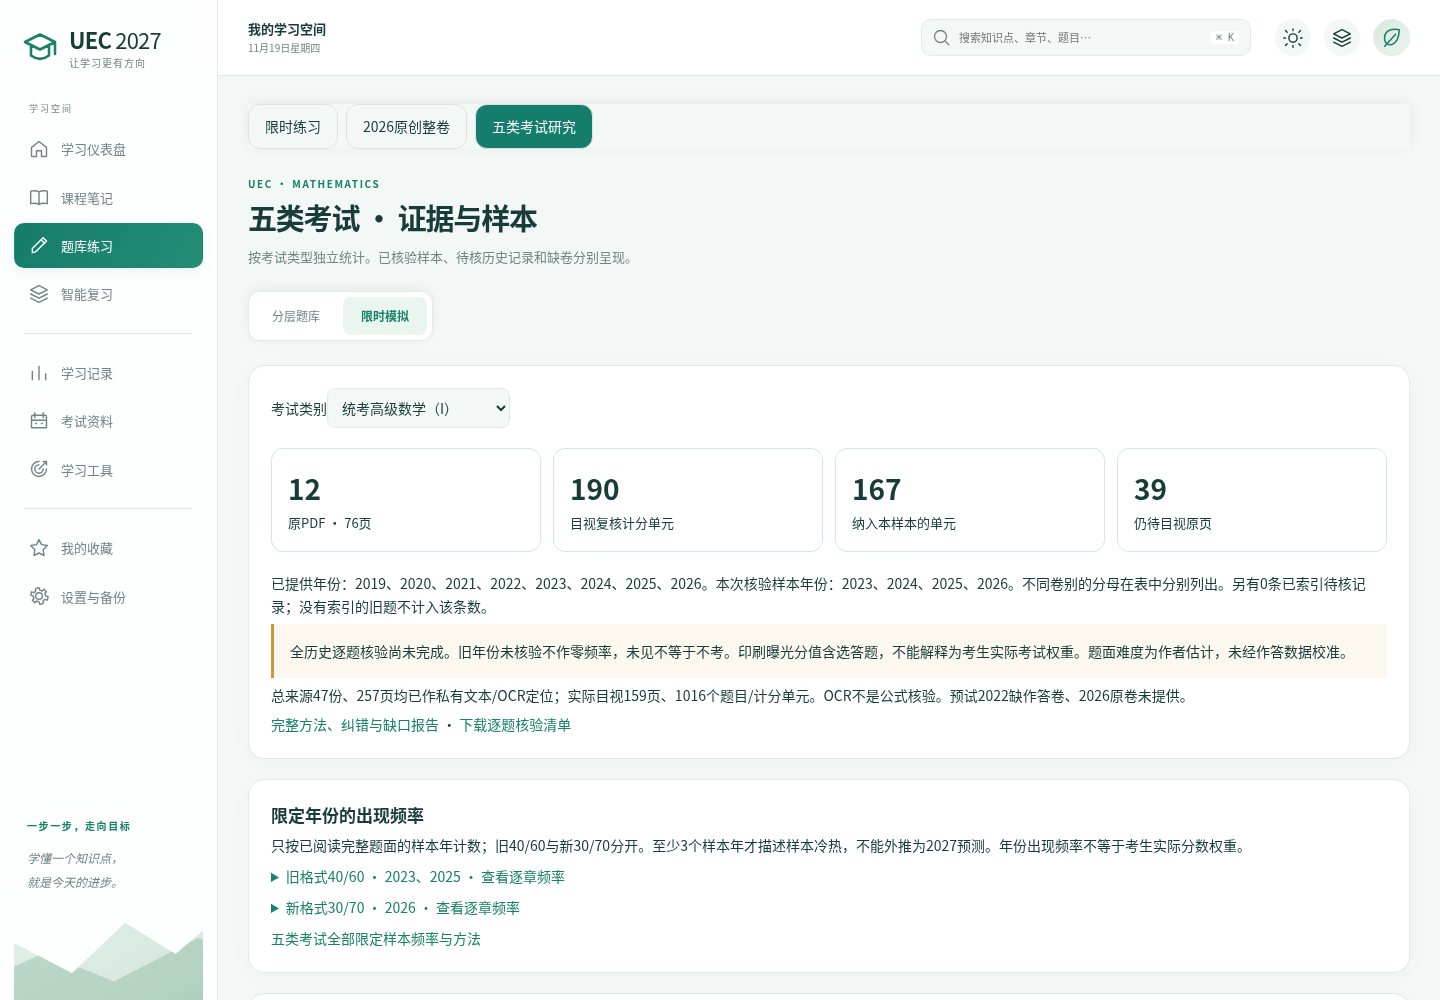 UEC 2027
让学习更有方向
学习空间
学习仪表盘
课程笔记
题库练习
智能复习
学习记录
考试资料
学习工具
我的收藏
设置与备份
一步一步，走向目标
学懂一个知识点，
就是今天的进步。
我的学习空间
11月19日星期四
搜索知识点、章节、题目…
⌘ K
限时练习
2026原创整卷
五类考试研究
UEC · MATHEMATICS
五类考试 · 证据与样本
按考试类型独立统计。已核验样本、待核历史记录和缺卷分别呈现。
分层题库
限时模拟
考试类别
统考高级数学（I）
12
原PDF · 76页
190
目视复核计分单元
167
纳入本样本的单元
39
仍待目视原页
已提供年份：2019、2020、2021、2022、2023、2024、2025、2026。本次核验样本年份：2023、2024、2025、2026。不同卷别的分母在表中分别列出。另有0条已索引待核记
录；没有索引的旧题不计入该条数。
全历史逐题核验尚未完成。旧年份未核验不作零频率，未见不等于不考。印刷曝光分值含选答题，不能解释为考生实际考试权重。题面难度为作者估计，未经作答数据校准。
总来源47份、257页均已作私有文本/OCR定位；实际目视159页、1016个题目/计分单元。OCR不是公式核验。预试2022缺作答卷、2026原卷未提供。
完整方法、纠错与缺口报告 · 下载逐题核验清单
限定年份的出现频率
只按已阅读完整题面的样本年计数；旧40/60与新30/70分开。至少3个样本年才描述样本冷热，不能外推为2027预测。年份出现频率不等于考生实际分数权重。
旧格式40/60 · 2023、2025 · 查看逐章频率
新格式30/70 · 2026 · 查看逐章频率
五类考试全部限定样本频率与方法